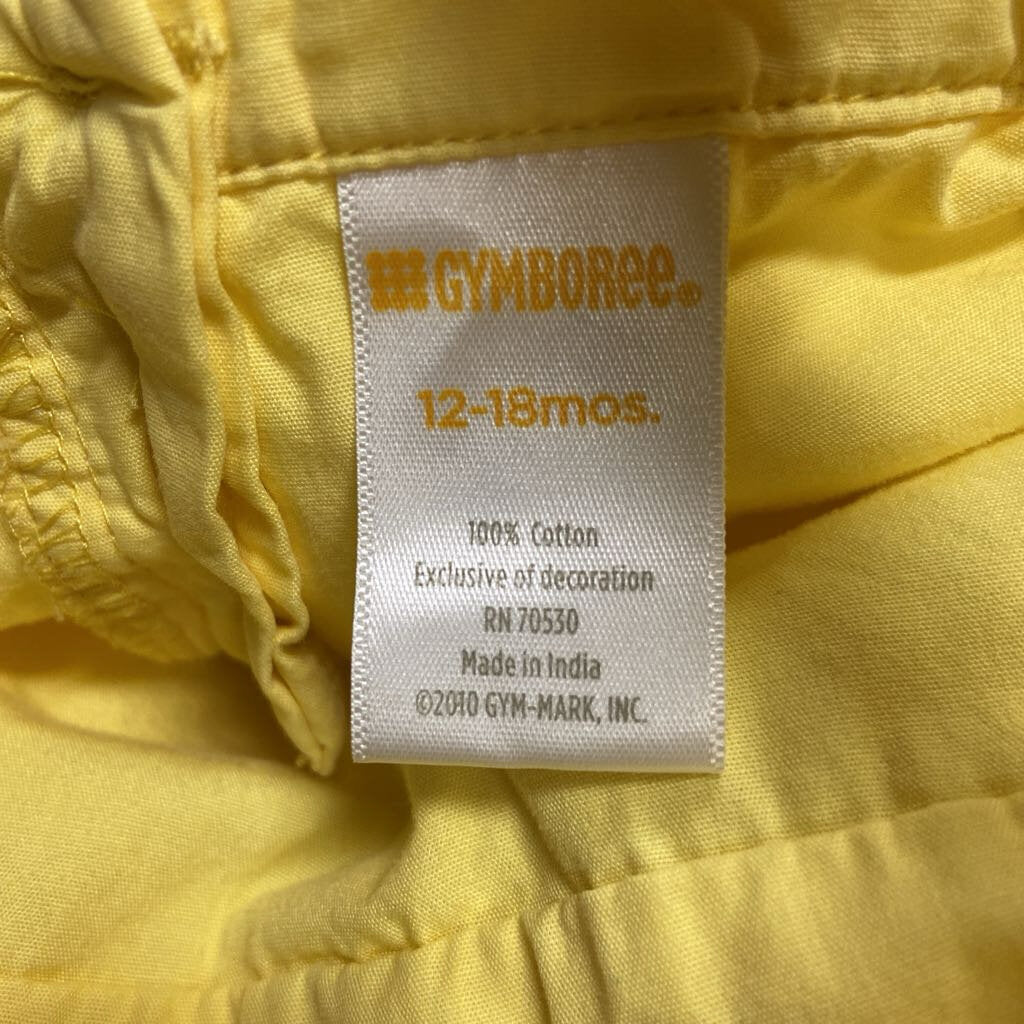 GYMBOREE®
12-18mos.
100% Cotton
Exclusive of decoration
RN 70530
Made in India
©2010 GYM-MARK, INC.